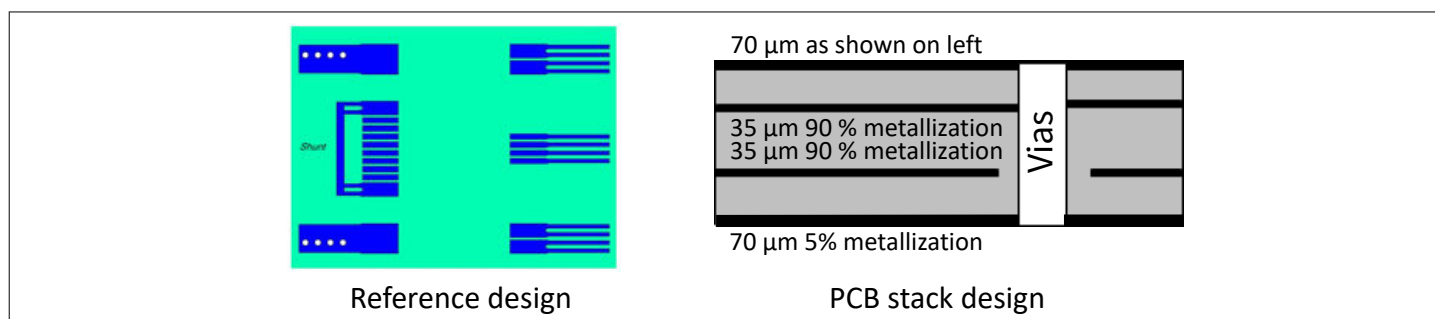 70 µm as shown on left
Shunt
35 µm 90 % metallization
35 µm 90 % metallization
Vias
70 µm 5% metallization
Reference design
PCB stack design